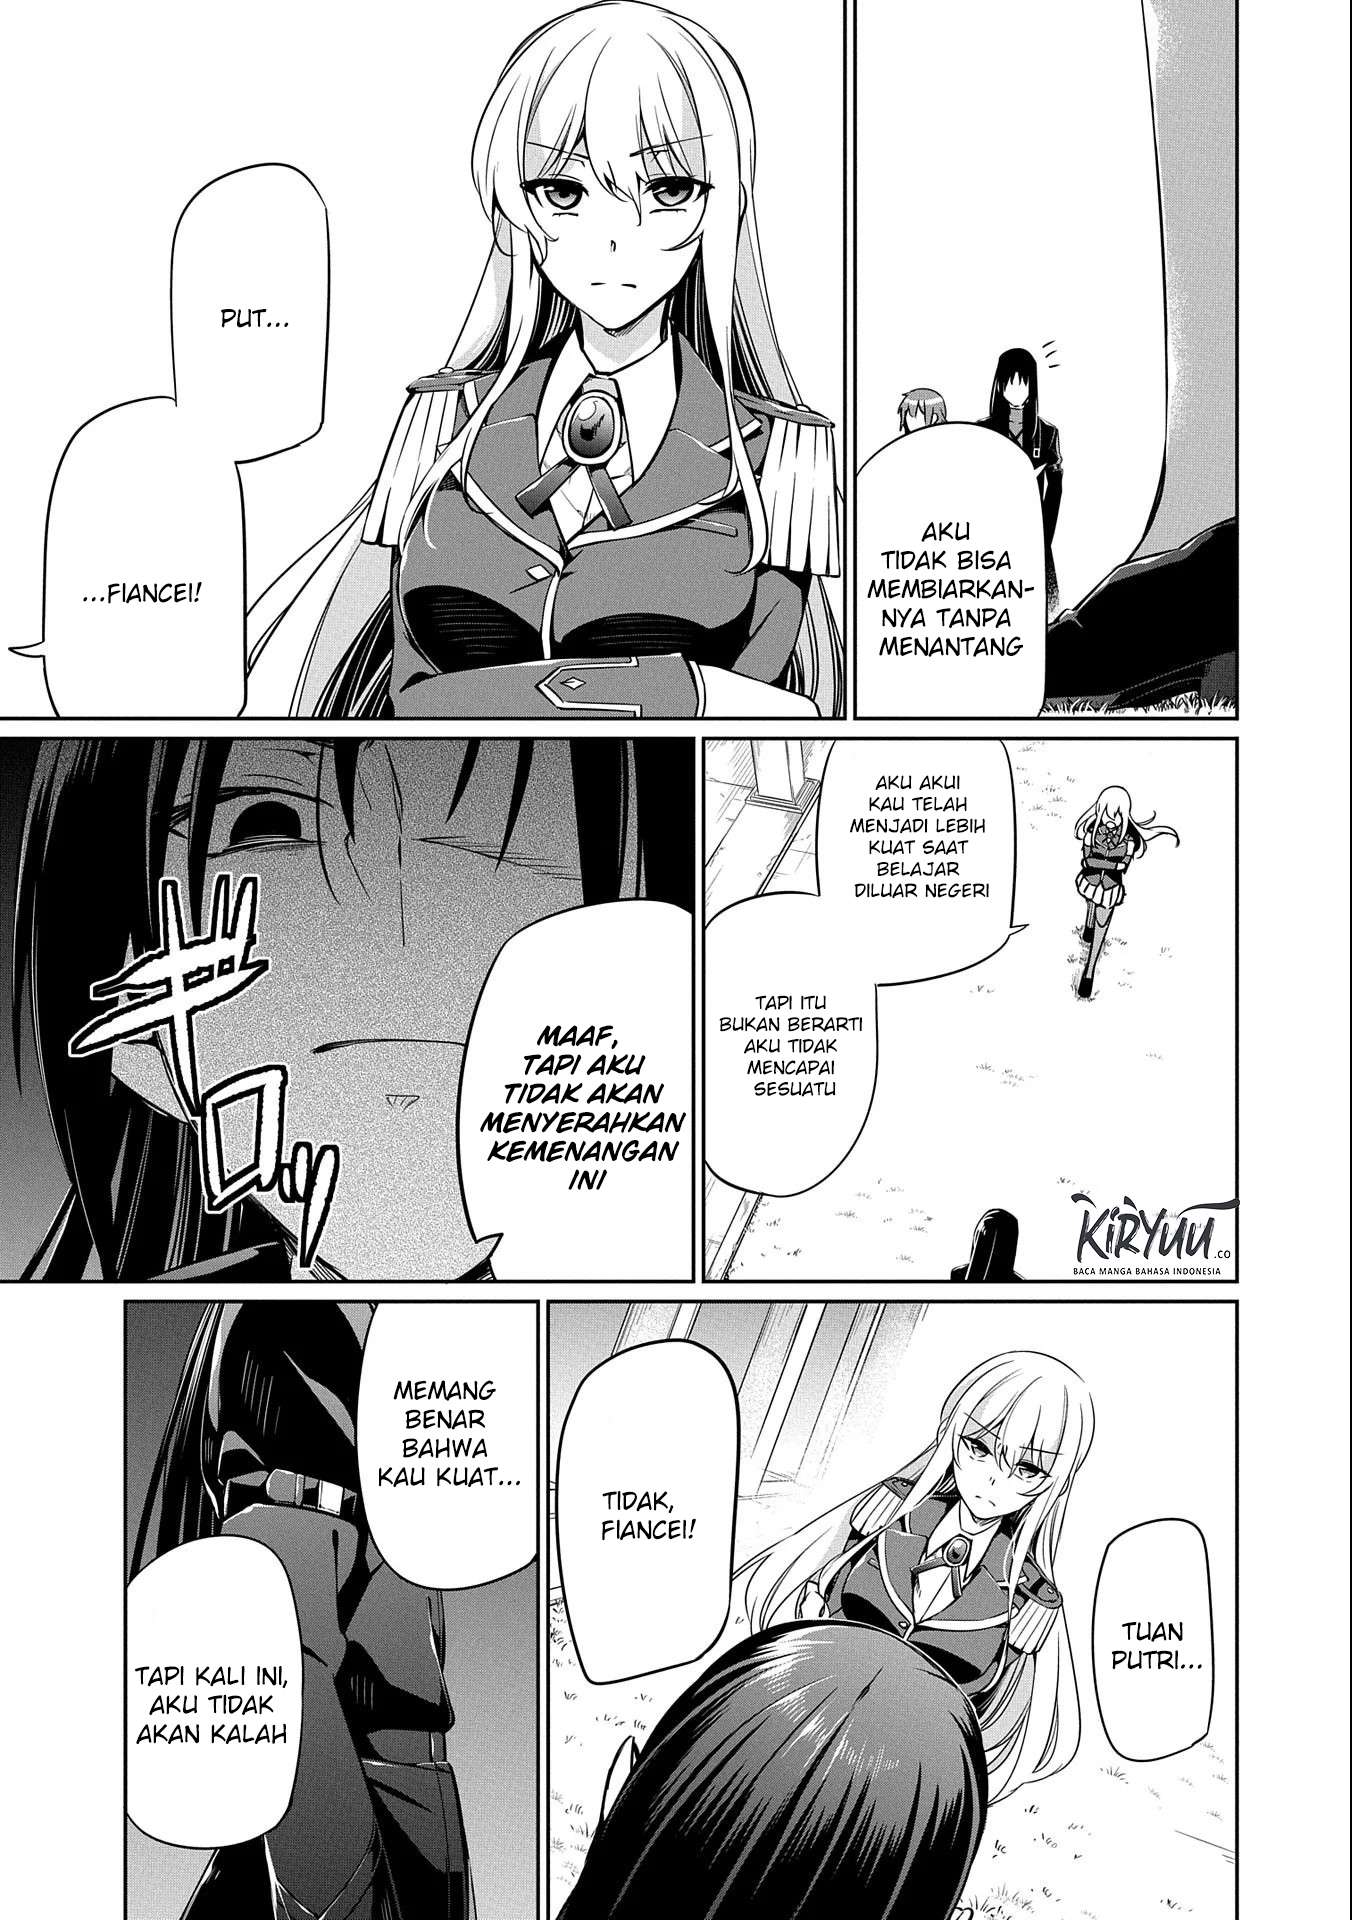 AKU
TIDAK BISA
MEMBIARKAN-
NYA TANPA
MENANTANG
PUT...
...FIANCEI!
AKU AKUI
KAU TELAH
MENJADI LEBIH
KUAT SAAT
BELAJAR
DILUAR NEGERI
TAPI ITU
BUKAN BERARTI
AKU TIDAK
MENCAPAI
SESUATU
KIRYUU.CO
BACA MANGA BAHASA INDONESIA
MAAF,
TAPI AKU
TIDAK AKAN
MENYERAHKAN
KEMENANGAN
INI
ギロッ
TUAN
PUTRI...
TIDAK,
FIANCEI!
MEMANG
BENAR
BAHWA
KAU KUAT...
TAPI KALI INI,
AKU TIDAK
AKAN KALAH